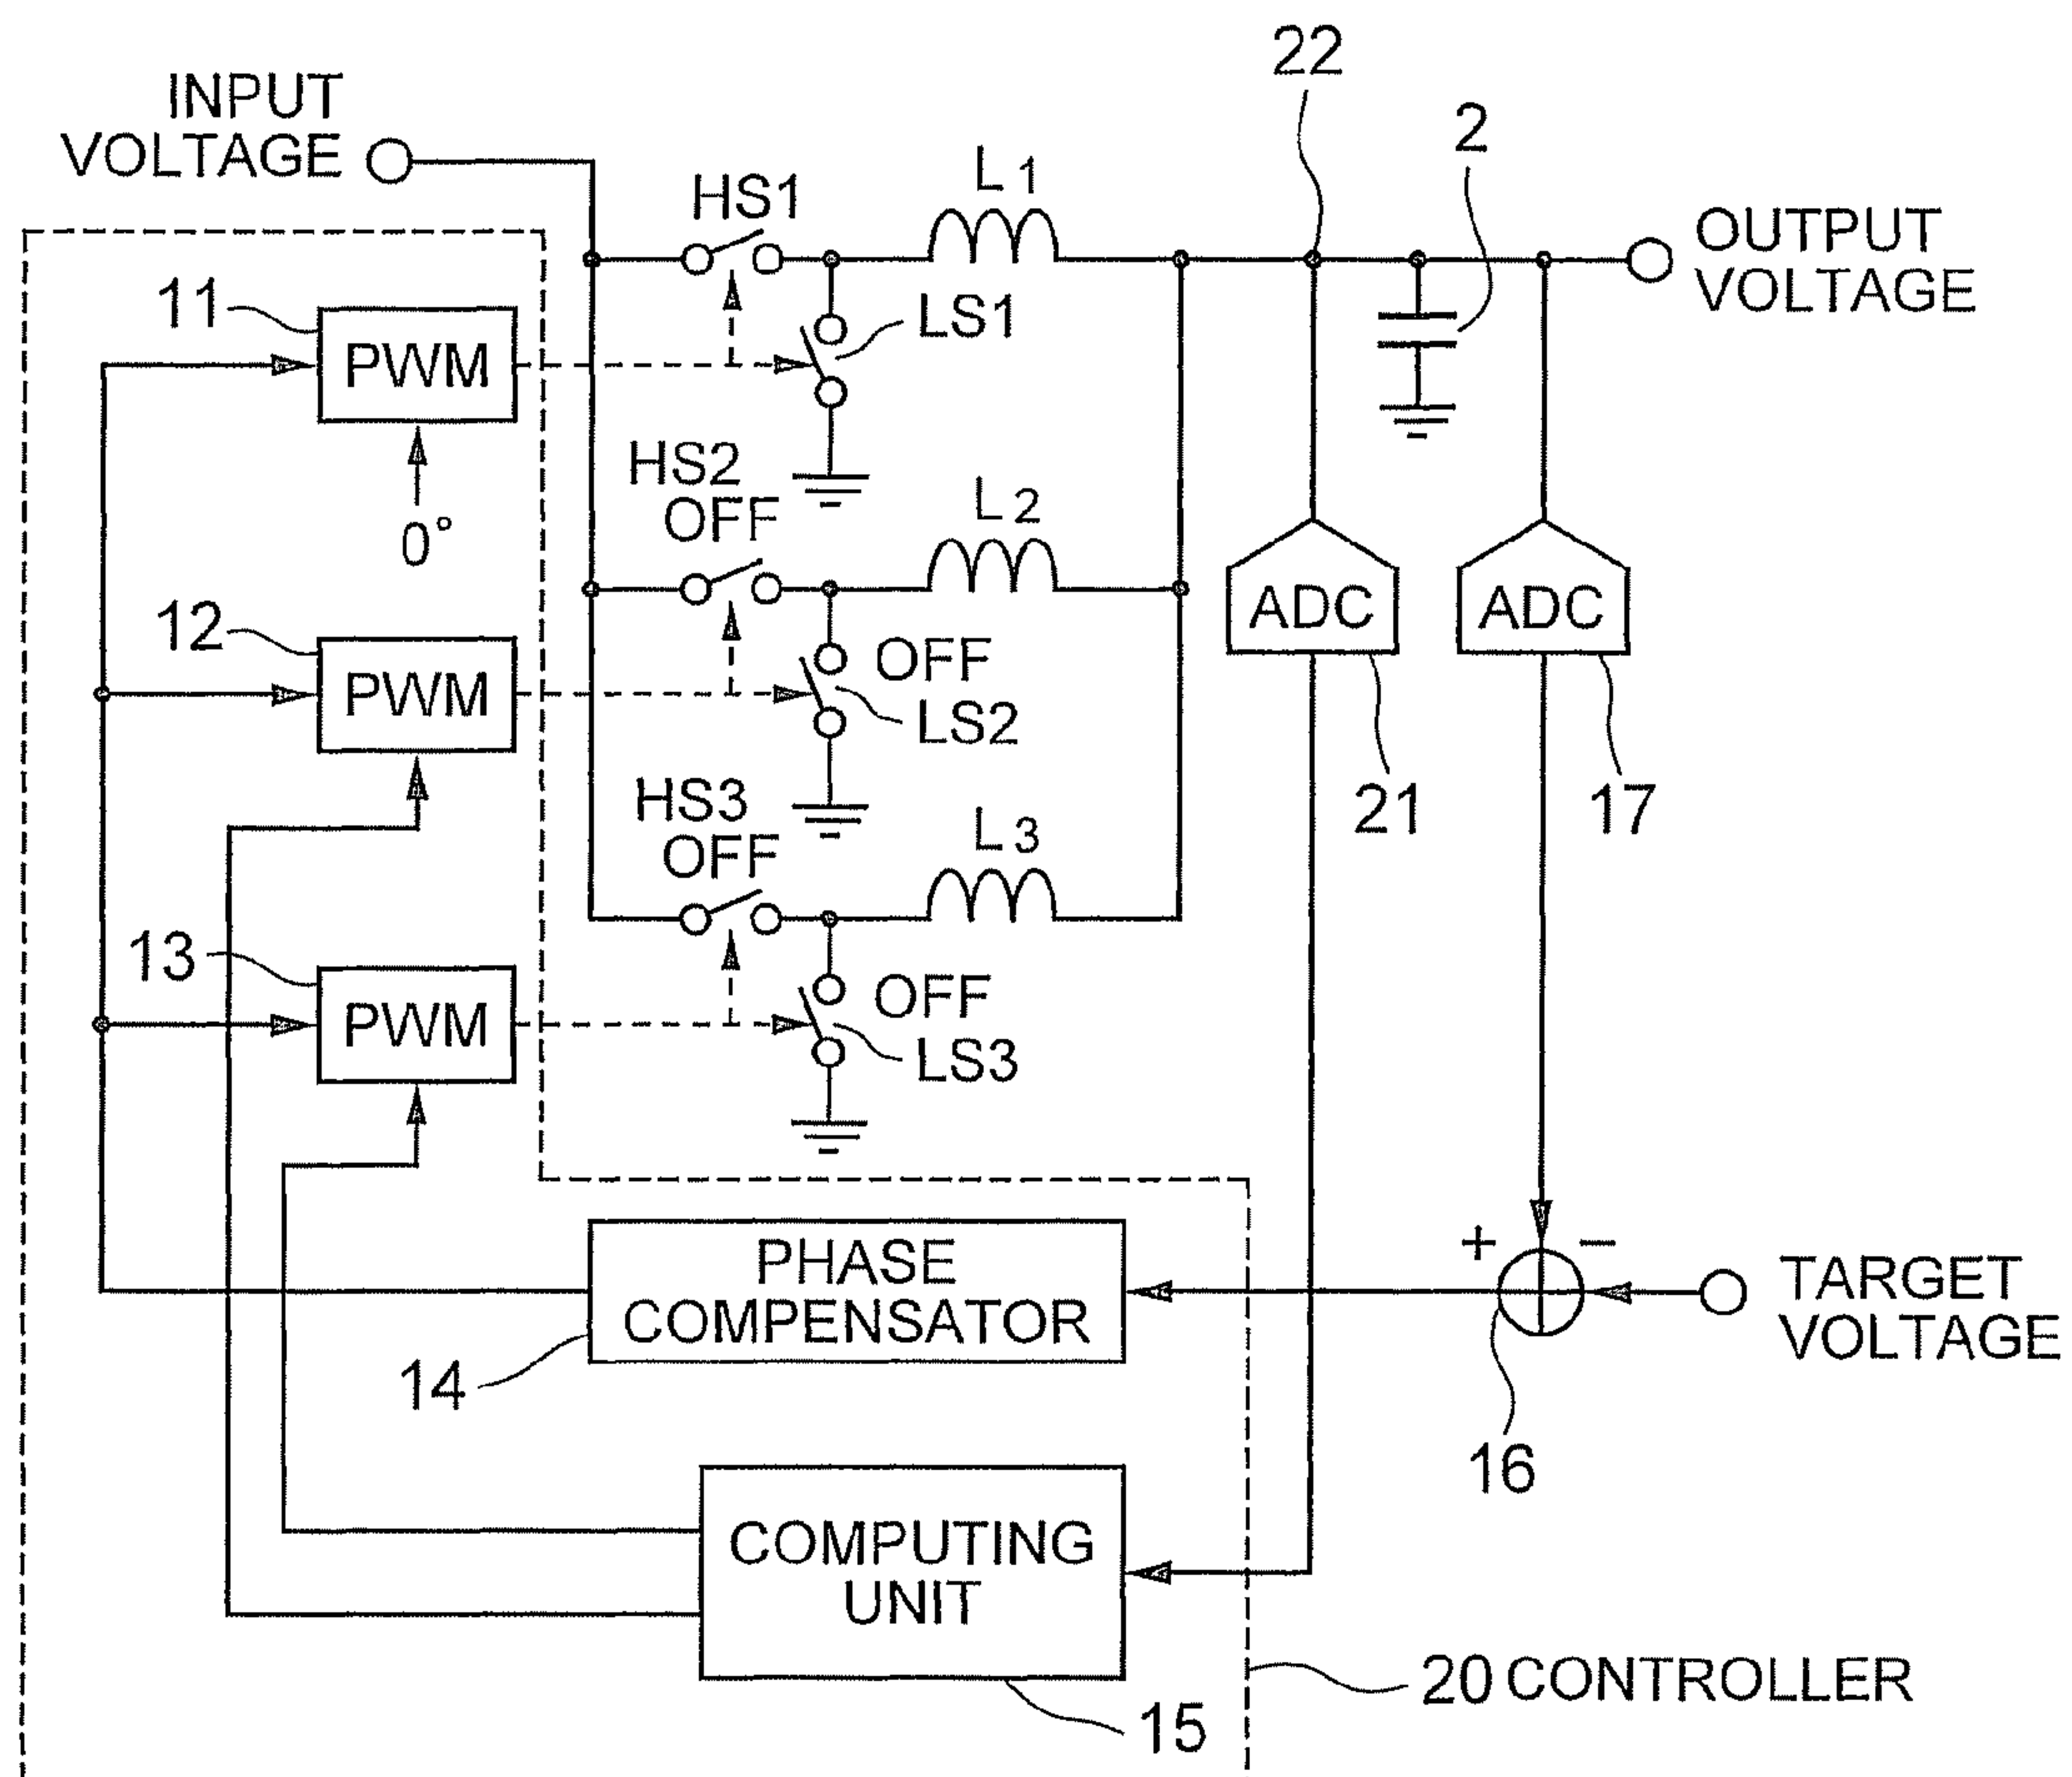 22
INPUT
VOLTAGE
2
L1
HS1
OUTPUT
VOLTAGE
11
PWM
LS1
0°
HS2
OFF
L2
ADC
ADC
12
PWM
OFF
LS2
21
17
HS3
OFF
L3
13
PWM
OFF
LS3
+
−
PHASE
COMPENSATOR
TARGET
VOLTAGE
14
16
COMPUTING
UNIT
15
20 CONTROLLER